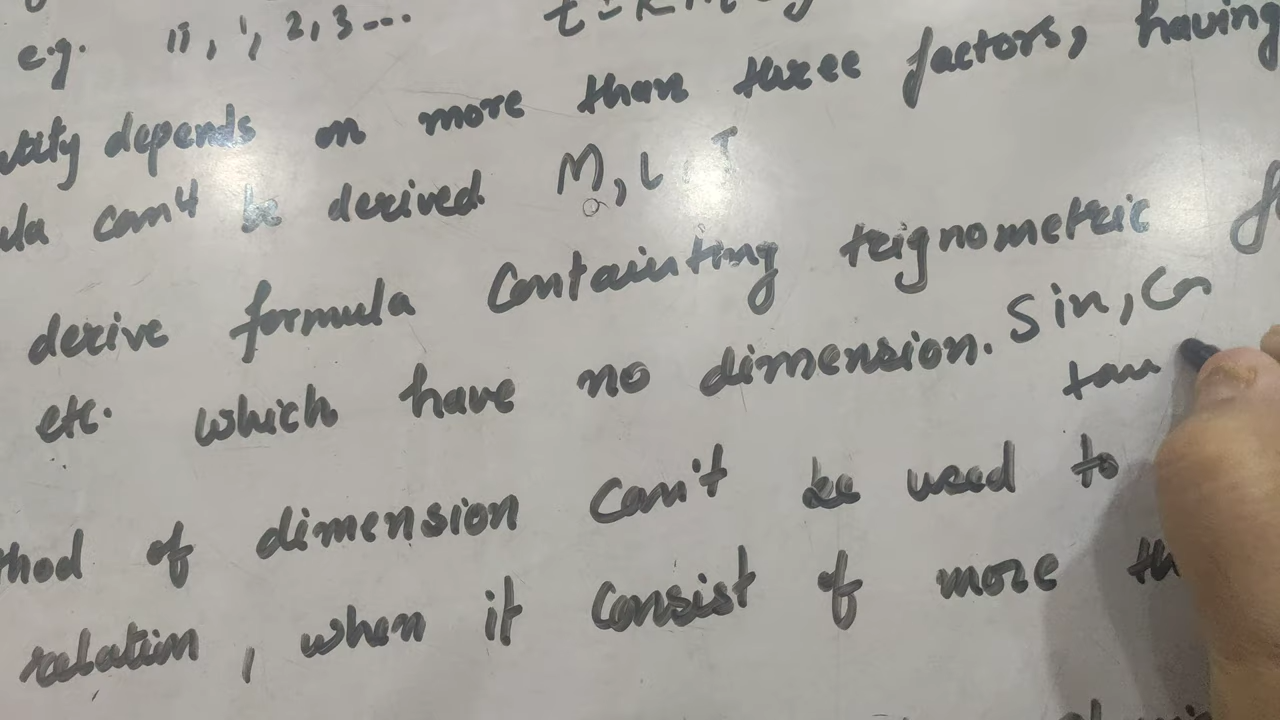 e.g. π, 1, 2, 3...
depends on more than three factors, having
can't be derived. M, L, T
derive formula Containting trignometric
etc. which have no dimension. Sin, Cos
tan
of dimension can't be used to
relation, when it consist of more